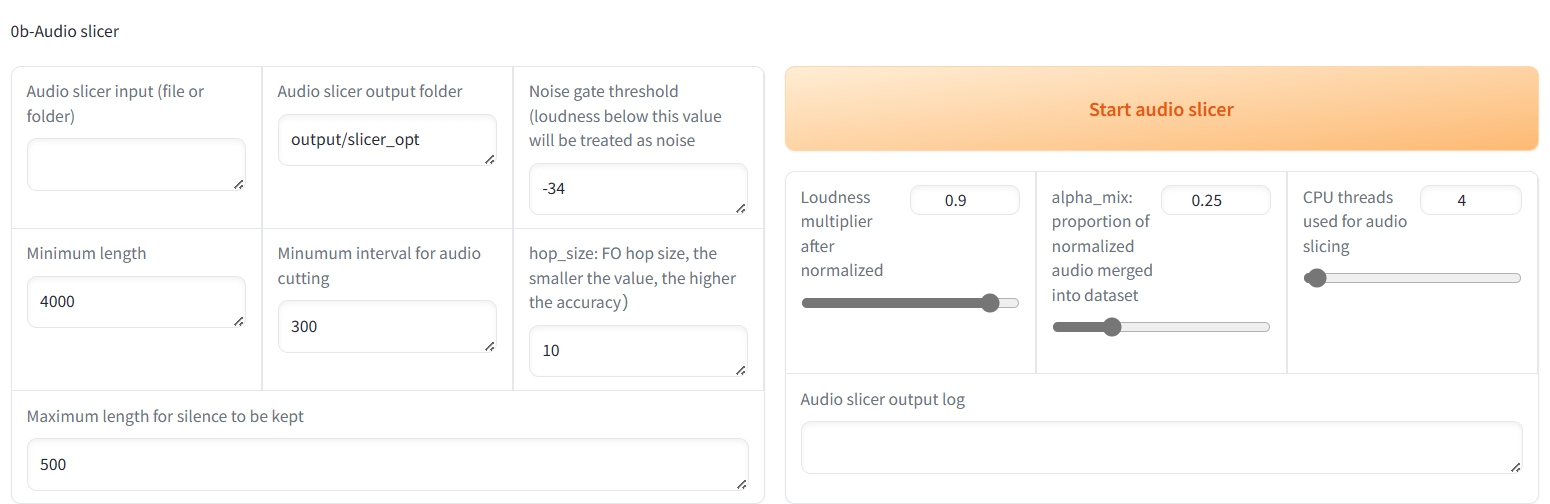 0b-Audio slicer
Audio slicer input (file or
folder)
Audio slicer output folder
output/slicer_opt
Noise gate threshold
(loudness below this value
will be treated as noise
-34
Minimum length
4000
Minumum interval for audio
cutting
300
hop_size: FO hop size, the
smaller the value, the higher
the accuracy）
10
Maximum length for silence to be kept
500
Start audio slicer
Loudness
multiplier
after
normalized
0.9
alpha_mix:
proportion of
normalized
audio merged
into dataset
0.25
CPU threads
used for audio
slicing
4
Audio slicer output log